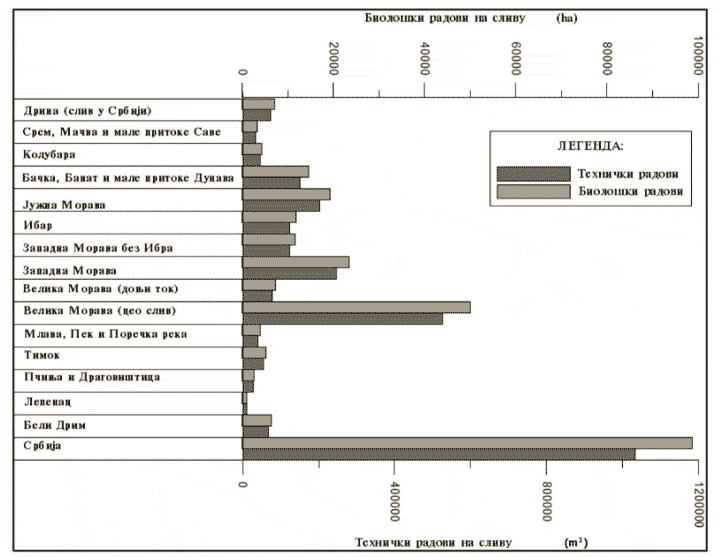 Биолошки радови на сливу (ha)
0 20000 40000 60000 80000 100000
Дрина (слив у Србији)
Срем, Мачва и мале притоке Саве
Колубара
Бачка, Банат и мале притоке Дунава
Јужна Морава
Ибар
Западна Морава без Ибра
Западна Морава
Велика Морава (доњи ток)
Велика Морава (цео слив)
Млава, Пек и Поречка река
Тимок
Пчиња и Драговиштица
Лепенац
Бели Дрим
Србија
ЛЕГЕНДА:
Технички радови
Биолошки радови
0 400000 800000 1200000
Технички радови на сливу (m³)